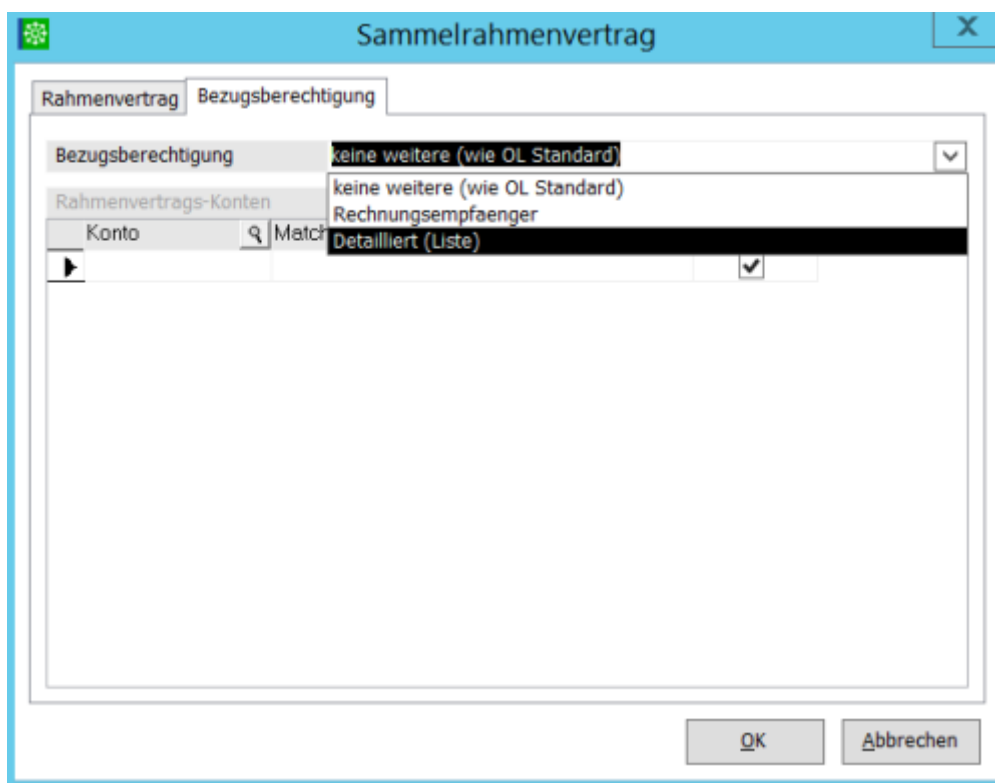 Sammelrahmenvertrag
Rahmenvertrag Bezugsberechtigung
Bezugsberechtigung keine weitere (wie OL Standard)
keine weitere (wie OL Standard)
Rahmenvertrags-Konten
Rechnungsempfaenger
Konto Match
Detailliert (Liste)
OK Abbrechen